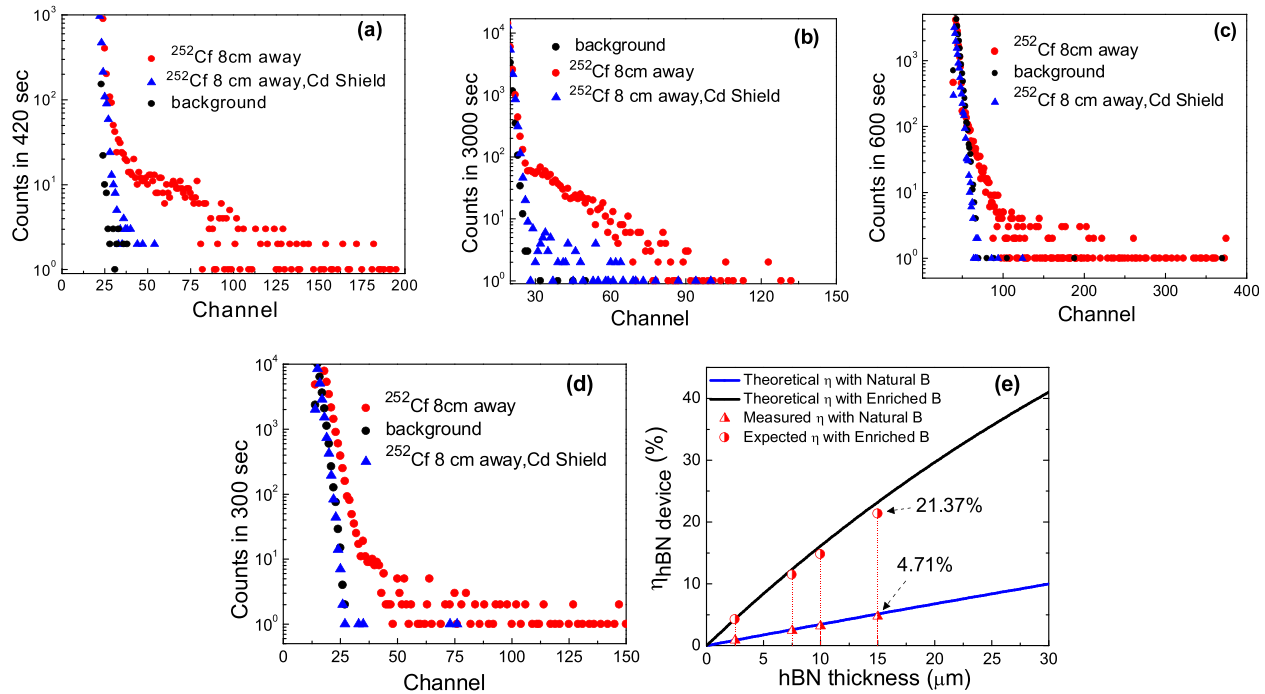 (a)
²⁵²Cf 8cm away
²⁵²Cf 8 cm away,Cd Shield
background
Counts in 420 sec
10³
10²
10¹
10⁰
0 25 50 75 100 125 150 175 200
Channel
(b)
background
²⁵²Cf 8cm away
²⁵²Cf 8 cm away,Cd Shield
Counts in 3000 sec
10⁴
10³
10²
10¹
10⁰
30 60 90 120 150
Channel
(c)
²⁵²Cf 8cm away
background
²⁵²Cf 8 cm away,Cd Shield
Counts in 600 sec
10³
10²
10¹
10⁰
100 200 300 400
Channel
(d)
²⁵²Cf 8cm away
background
²⁵²Cf 8 cm away,Cd Shield
Counts in 300 sec
10⁴
10³
10²
10¹
10⁰
0 25 50 75 100 125 150
Channel
(e)
Theoretical η with Natural B
Theoretical η with Enriched B
Measured η with Natural B
Expected η with Enriched B
21.37%
4.71%
ηhBN device (%)
40
30
20
10
0
0 5 10 15 20 25 30
hBN thickness (μm)